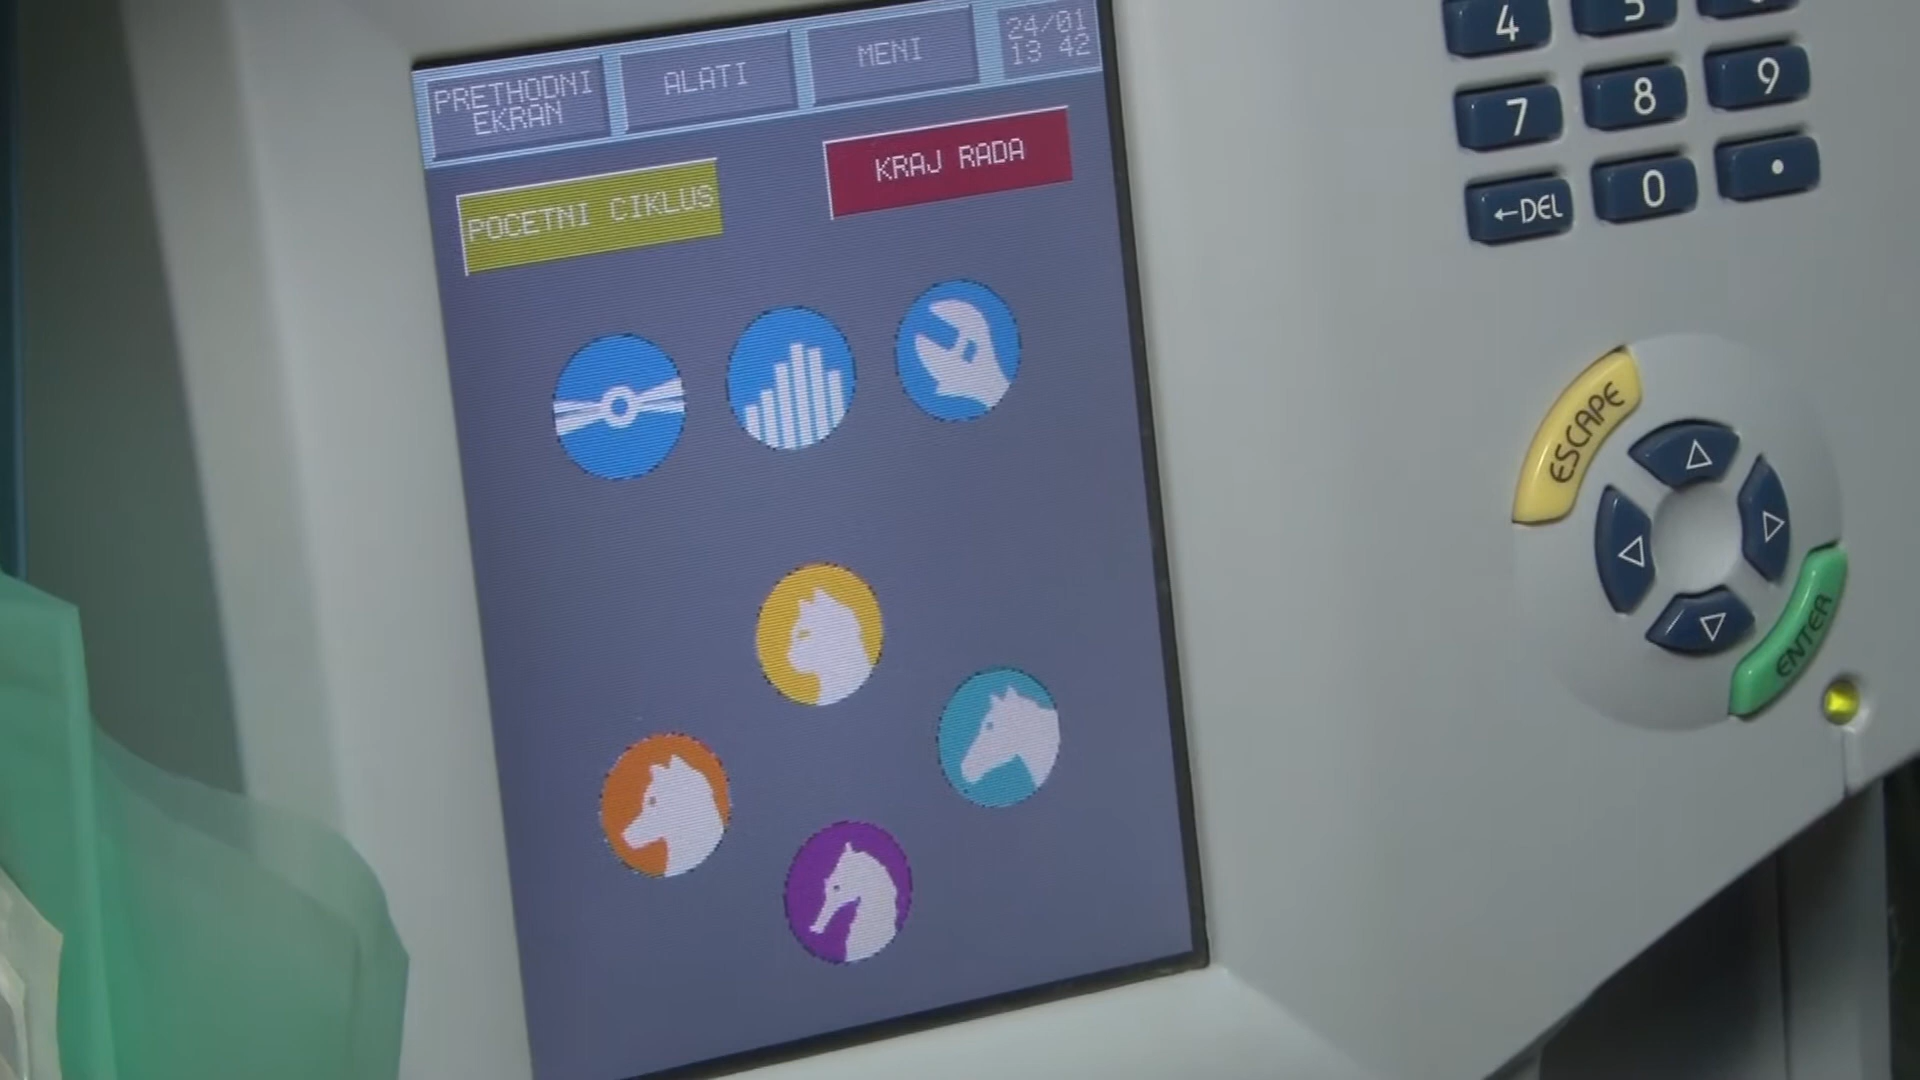 PRETHODNI
EKRAN
ALATI
MENI
24/01
13 42
POCETNI CIKLUS
KRAJ RADA
4
7 8 9
←DEL 0 .
ESCAPE
ENTER